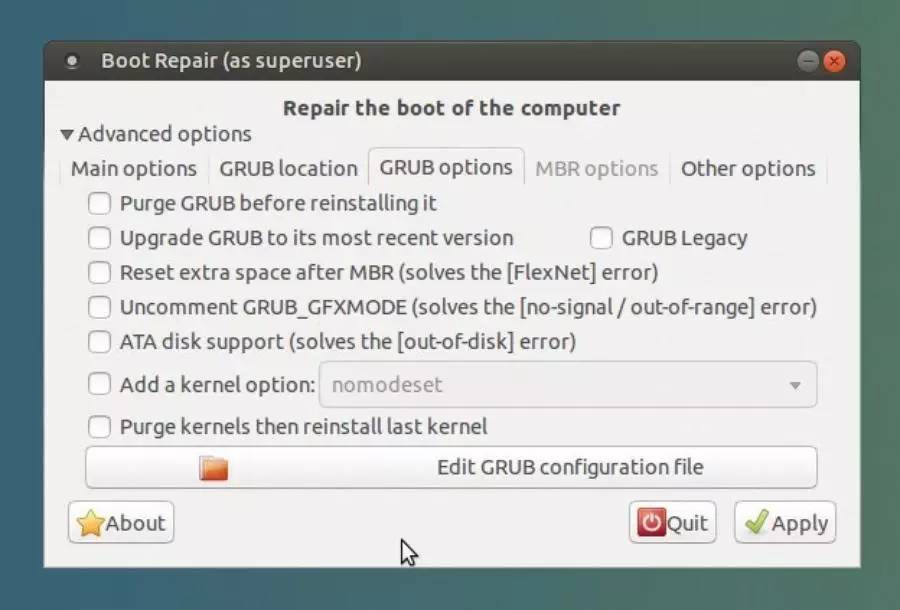 Boot Repair (as superuser)
Repair the boot of the computer
Advanced options
Main options GRUB location GRUB options MBR options Other options
Purge GRUB before reinstalling it
Upgrade GRUB to its most recent version GRUB Legacy
Reset extra space after MBR (solves the [FlexNet] error)
Uncomment GRUB_GFXMODE (solves the [no-signal / out-of-range] error)
ATA disk support (solves the [out-of-disk] error)
Add a kernel option: nomodeset
Purge kernels then reinstall last kernel
Edit GRUB configuration file
About Quit Apply